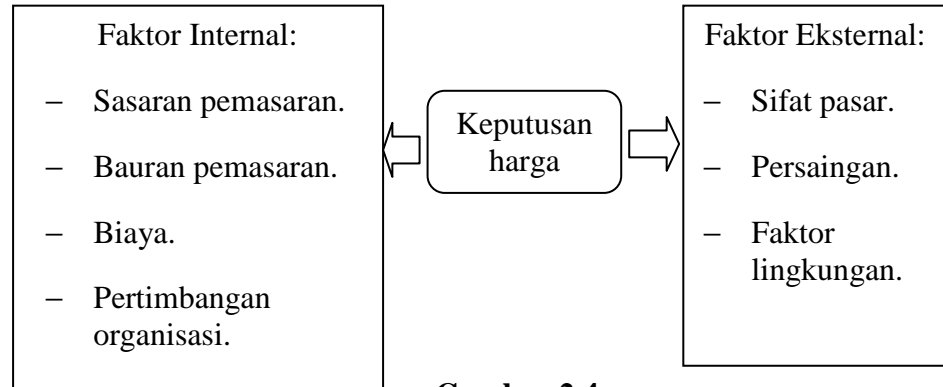 Faktor Internal:
– Sasaran pemasaran.
– Bauran pemasaran.
– Biaya.
– Pertimbangan
organisasi.
Keputusan
harga
Faktor Eksternal:
– Sifat pasar.
– Persaingan.
– Faktor
lingkungan.